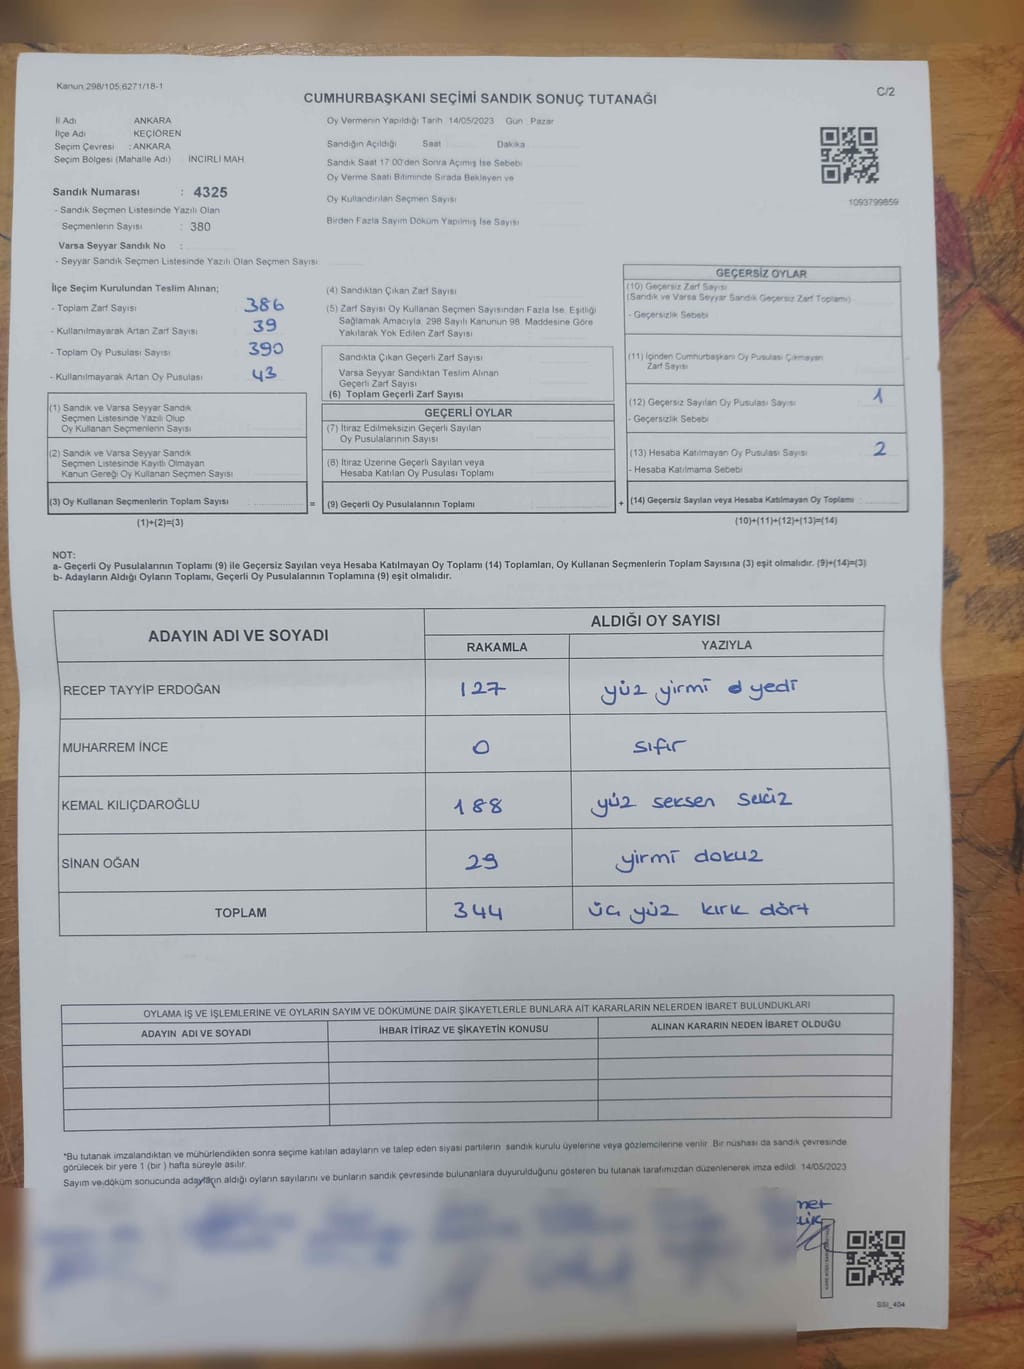 Kanun:298/105;6271/18-1
C/2
CUMHURBAŞKANI SEÇİMİ SANDIK SONUÇ TUTANAĞI
İl Adı ANKARA
İlçe Adı KEÇİÖREN
Seçim Çevresi : ANKARA
Seçim Bölgesi (Mahalle Adı) : İNCİRLİ MAH.
Sandık Numarası : 4325
- Sandık Seçmen Listesinde Yazılı Olan
Seçmenlerin Sayısı : 380
Varsa Seyyar Sandık No :
- Seyyar Sandık Seçmen Listesinde Yazılı Olan Seçmen Sayısı:
Oy Vermenin Yapıldığı Tarih 14/05/2023 Gün : Pazar
Sandığın Açıldığı Saat Dakika
Sandık Saat 17:00'den Sonra Açımış İse Sebebi
Oy Verme Saati Bitiminde Sırada Bekleyen ve
Oy Kullandırılan Seçmen Sayısı
Birden Fazla Sayım Döküm Yapılmış İse Sayısı
1093799859
İlçe Seçim Kurulundan Teslim Alınan;
- Toplam Zarf Sayısı 386
- Kullanılmayarak Artan Zarf Sayısı 39
- Toplam Oy Pusulası Sayısı 390
- Kullanılmayarak Artan Oy Pusulası 43
(1) Sandık ve Varsa Seyyar Sandık
Seçmen Listesinde Yazılı Olup
Oy Kullanan Seçmenlerin Sayısı
(2) Sandık ve Varsa Seyyar Sandık
Seçmen Listesinde Kayıtlı Olmayan
Kanun Gereği Oy Kullanan Seçmen Sayısı
(3) Oy Kullanan Seçmenlerin Toplam Sayısı
(1)+(2)=(3)
(4) Sandıktan Çıkan Zarf Sayısı
(5) Zarf Sayısı Oy Kullanan Seçmen Sayısından Fazla İse, Eşitliği
Sağlamak Amacıyla, 298 Sayılı Kanunun 98. Maddesine Göre
Yakılarak Yok Edilen Zarf Sayısı
Sandıkta Çıkan Geçerli Zarf Sayısı
Varsa Seyyar Sandıktan Teslim Alınan
Geçerli Zarf Sayısı
(6) Toplam Geçerli Zarf Sayısı
GEÇERLİ OYLAR
(7) İtiraz Edilmeksizin Geçerli Sayılan
Oy Pusulalarının Sayısı
(8) İtiraz Üzerine Geçerli Sayılan veya
Hesaba Katılan Oy Pusulası Toplamı
= (9) Geçerli Oy Pusulalarının Toplamı
GEÇERSİZ OYLAR
(10) Geçersiz Zarf Sayısı
(Sandık ve Varsa Seyyar Sandık Geçersiz Zarf Toplamı)
- Geçersizlik Sebebi
(11) İçinden Cumhurbaşkanı Oy Pusulası Çıkmayan
Zarf Sayısı
(12) Geçersiz Sayılan Oy Pusulası Sayısı 1
- Geçersizlik Sebebi
(13) Hesaba Katılmayan Oy Pusulası Sayısı 2
- Hesaba Katılmama Sebebi
+ (14) Geçersiz Sayılan veya Hesaba Katılmayan Oy Toplamı
(10)+(11)+(12)+(13)=(14)
NOT:
a- Geçerli Oy Pusulalarının Toplamı (9) ile Geçersiz Sayılan veya Hesaba Katılmayan Oy Toplamı (14) Toplamları, Oy Kullanan Seçmenlerin Toplam Sayısına (3) eşit olmalıdır. (9)+(14)=(3)
b- Adayların Aldığı Oyların Toplamı, Geçerli Oy Pusulalarının Toplamına (9) eşit olmalıdır.
ADAYIN ADI VE SOYADI ALDIĞI OY SAYISI
RAKAMLA YAZIYLA
RECEP TAYYİP ERDOĞAN 127 yüz yirmi yedi
MUHARREM İNCE 0 sıfır
KEMAL KILIÇDAROĞLU 188 yüz seksen sekiz
SİNAN OĞAN 29 yirmi dokuz
TOPLAM 344 üç yüz kırk dört
OYLAMA İŞ VE İŞLEMLERİNE VE OYLARIN SAYIM VE DÖKÜMÜNE DAİR ŞİKAYETLERLE BUNLARA AİT KARARLARIN NELERDEN İBARET BULUNDUKLARI
ADAYIN ADI VE SOYADI İHBAR İTİRAZ VE ŞİKAYETİN KONUSU ALINAN KARARIN NEDEN İBARET OLDUĞU
*Bu tutanak imzalandıktan ve mühürlendikten sonra seçime katılan adayların ve talep eden siyasi partilerin sandık kurulu üyelerine veya gözlemcilerine verilir. Bir nüshası da sandık çevresinde
görülecek bir yere 1 (bir ) hafta süreyle asılır.
Sayım ve döküm sonucunda adayların aldığı oyların sayılarını ve bunların sandık çevresinde bulunanlara duyurulduğunu gösteren bu tutanak tarafımızdan düzenlenerek imza edildi. 14/05/2023
SSI_404